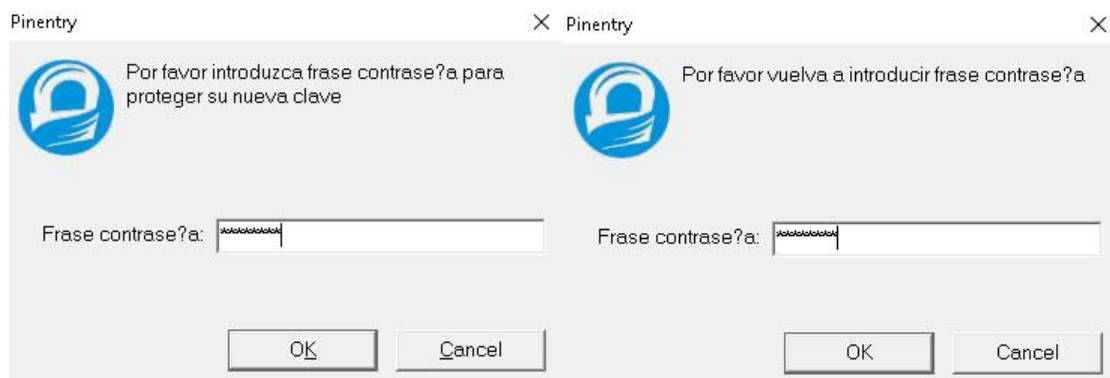 Pinentry
Por favor introduzca frase contrase?a para
proteger su nueva clave
Frase contrase?a: *********
OK
Cancel
Pinentry
Por favor vuelva a introducir frase contrase?a
Frase contrase?a: *********
OK
Cancel